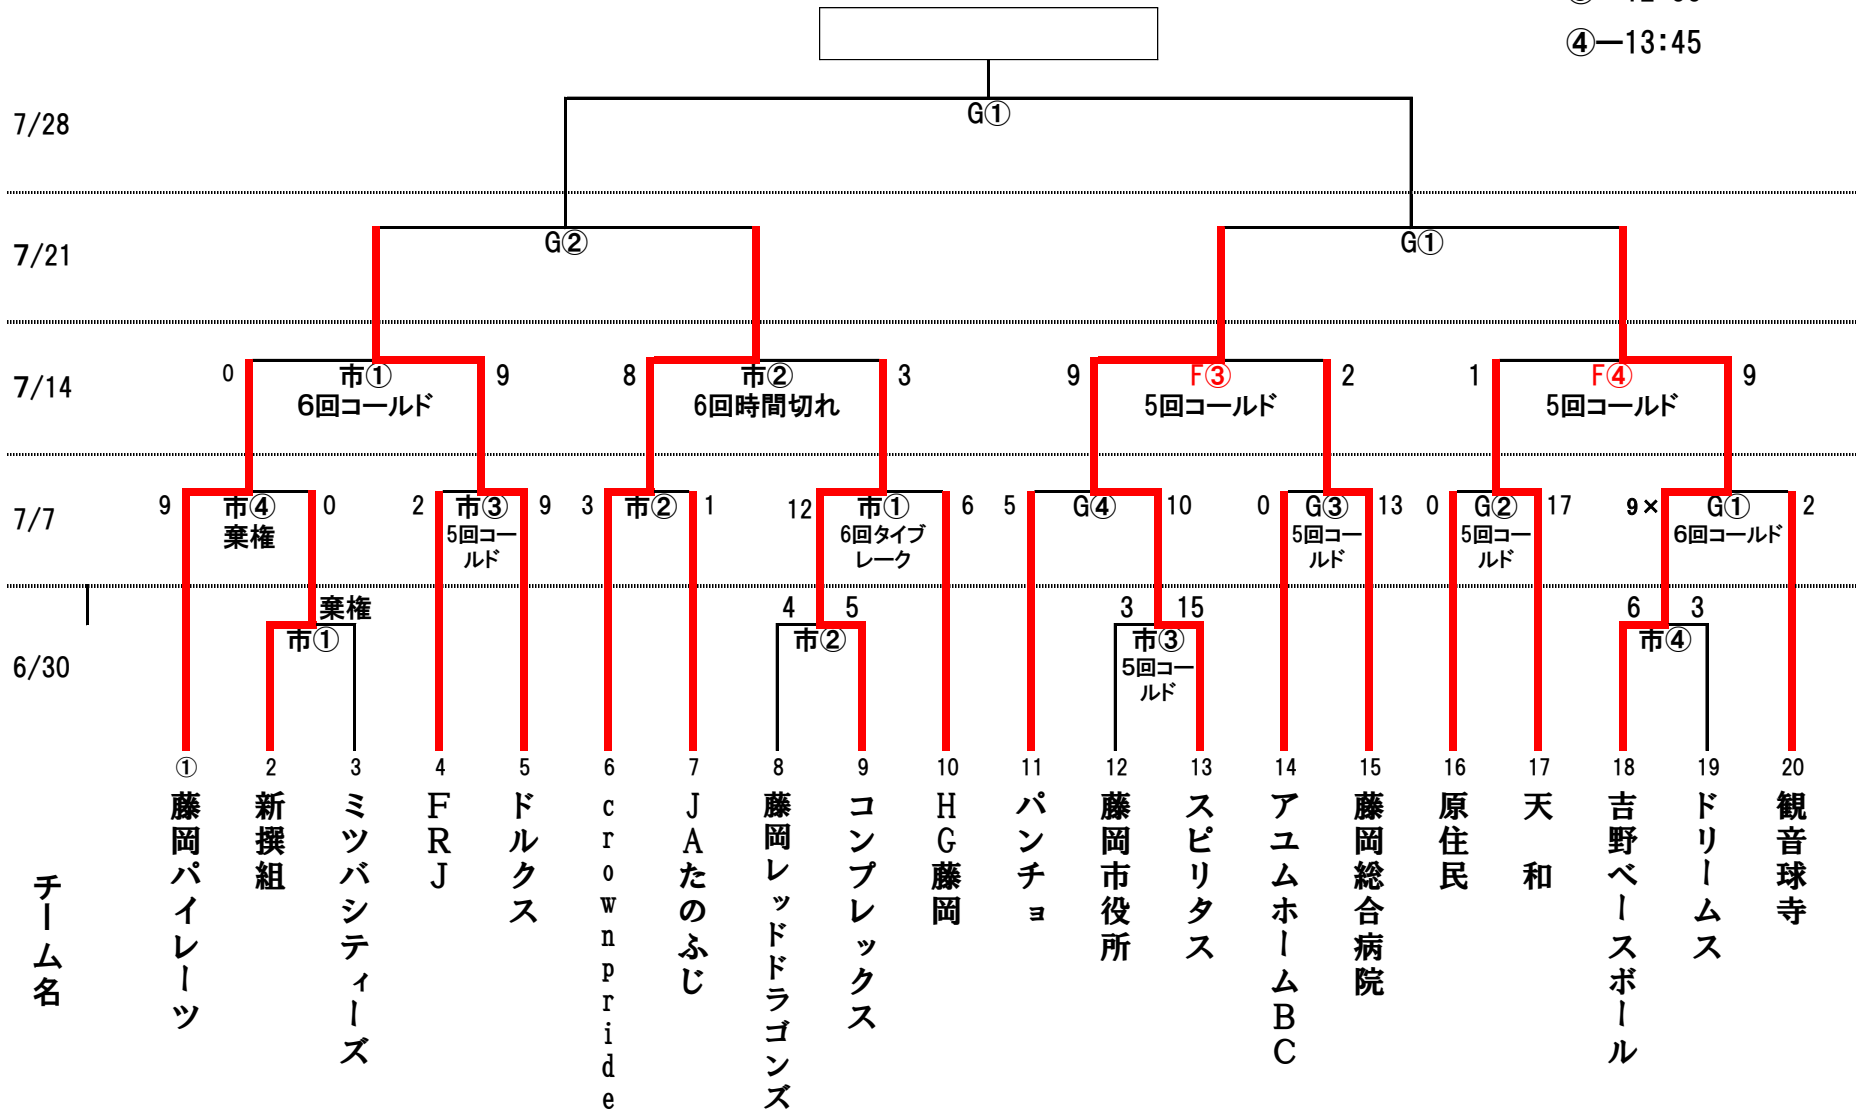 ④―13:45
G①
7/28
G②
G①
7/21
0
市①
9
8
市②
3
9
F③
2
1
F④
9
7/14
6回コールド
6回時間切れ
5回コールド
5回コールド
9
市④
0
2
市③
9
3
市②
1
12
市①
6
5
G④
10
0
G③
13
0
G②
17
9×
G①
2
7/7
棄権
5回コー
ルド
6回タイブ
レーク
5回コー
ルド
5回コー
ルド
6回コールド
棄権
4
5
3
15
6
3
市①
市②
市③
市④
6/30
5回コー
ルド
①
2
3
4
5
6
7
8
9
10
11
12
13
14
15
16
17
18
19
20
チーム名
藤岡パイレーツ
新撰組
ミツバシティーズ
FRJ
ドルクス
crownpride
JAたのふじ
藤岡レッドドラゴンズ
コンプレックス
HG藤岡
パンチョ
藤岡市役所
スピリタス
アユムホームBC
藤岡総合病院
原住民
天　和
吉野ベースボール
ドリームス
観音球寺